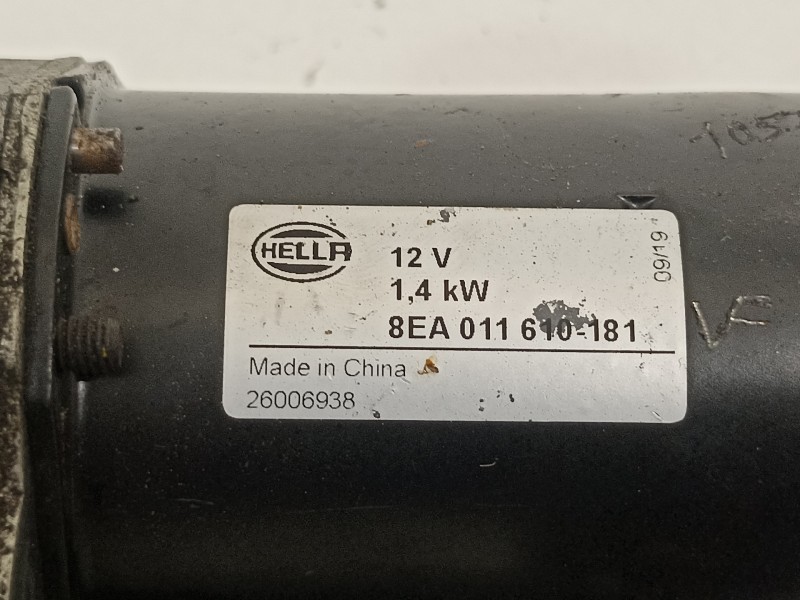 HELLA
12 V
1,4 kW
8EA 011 610-181
09/19
Made in China
26006938